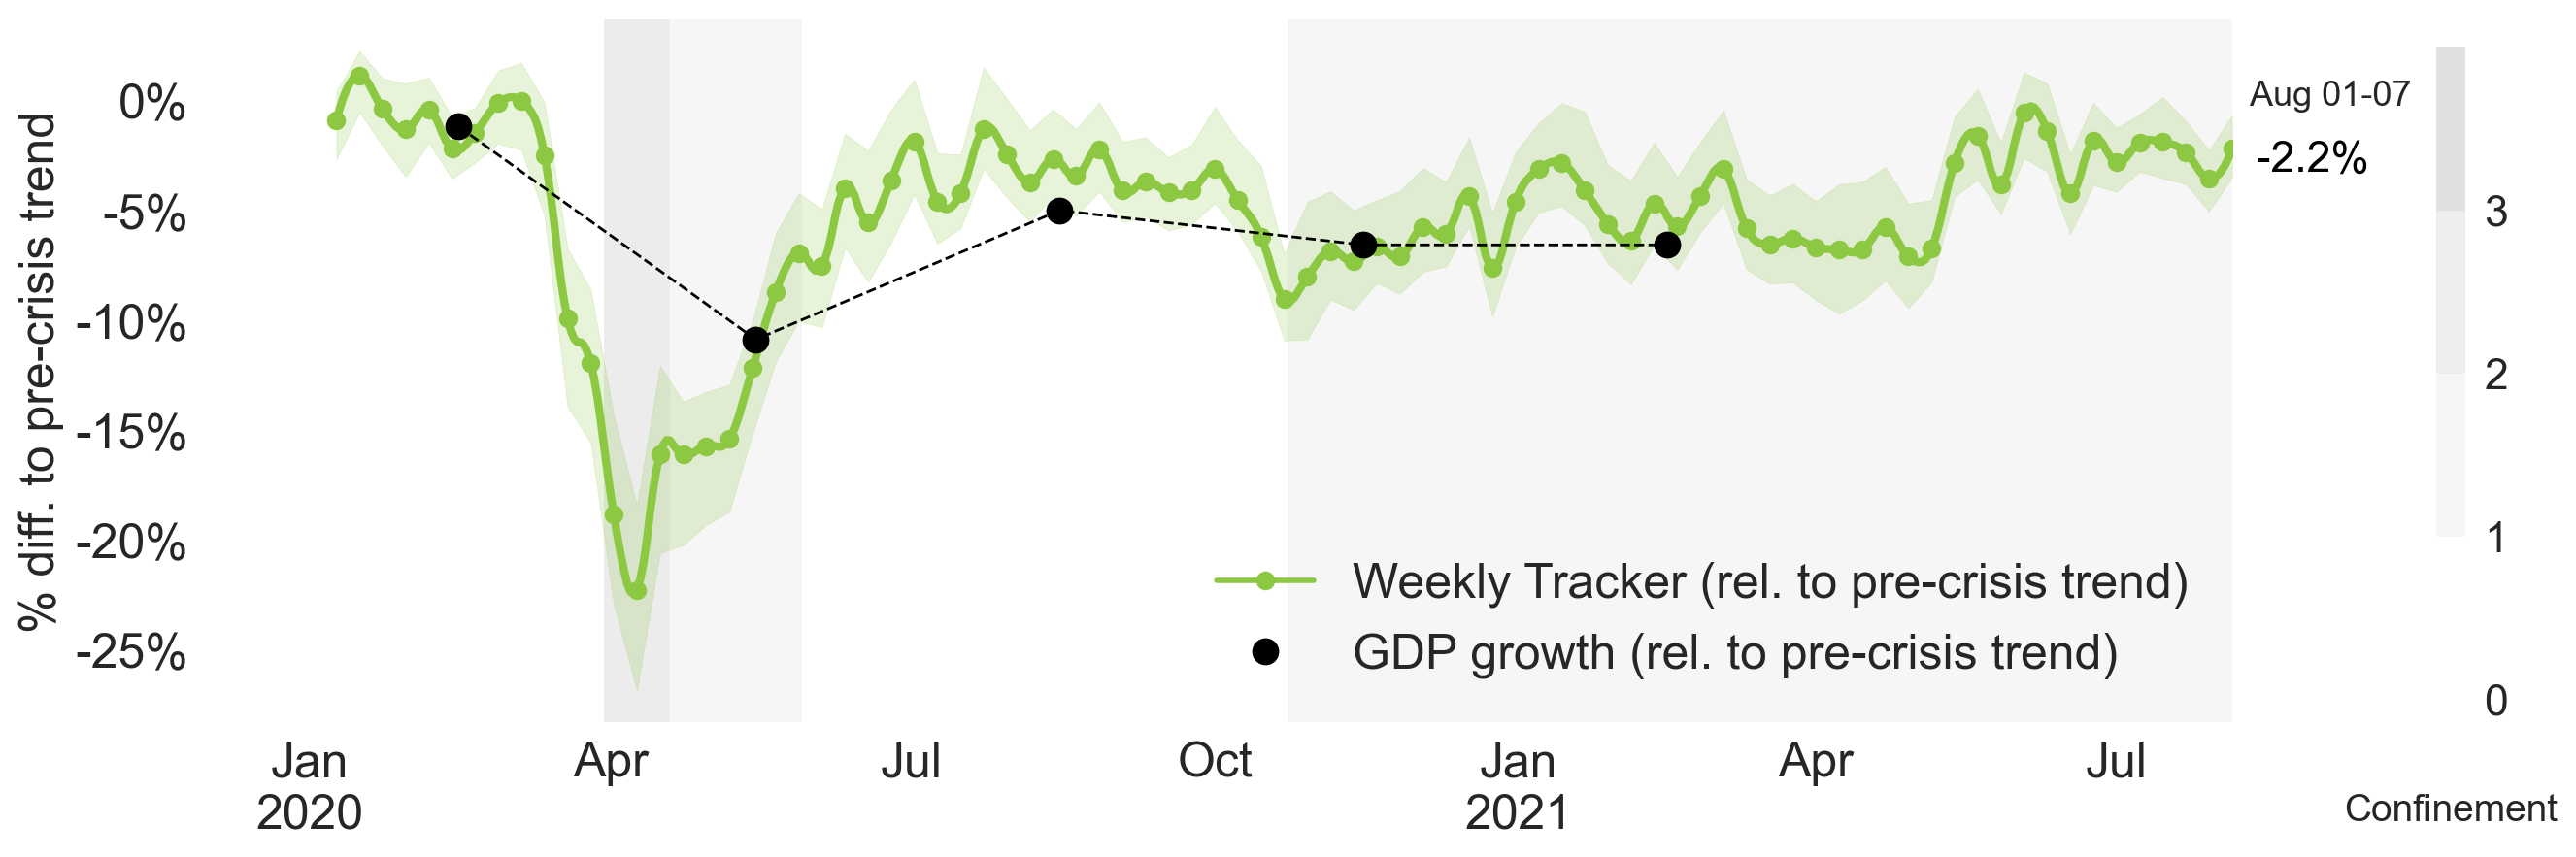 % diff. to pre-crisis trend
0%
-5%
-10%
-15%
-20%
-25%
Aug 01-07
-2.2%
3
2
1
0
Weekly Tracker (rel. to pre-crisis trend)
GDP growth (rel. to pre-crisis trend)
Jan Apr Jul Oct Jan Apr Jul
2020 2021
Confinement